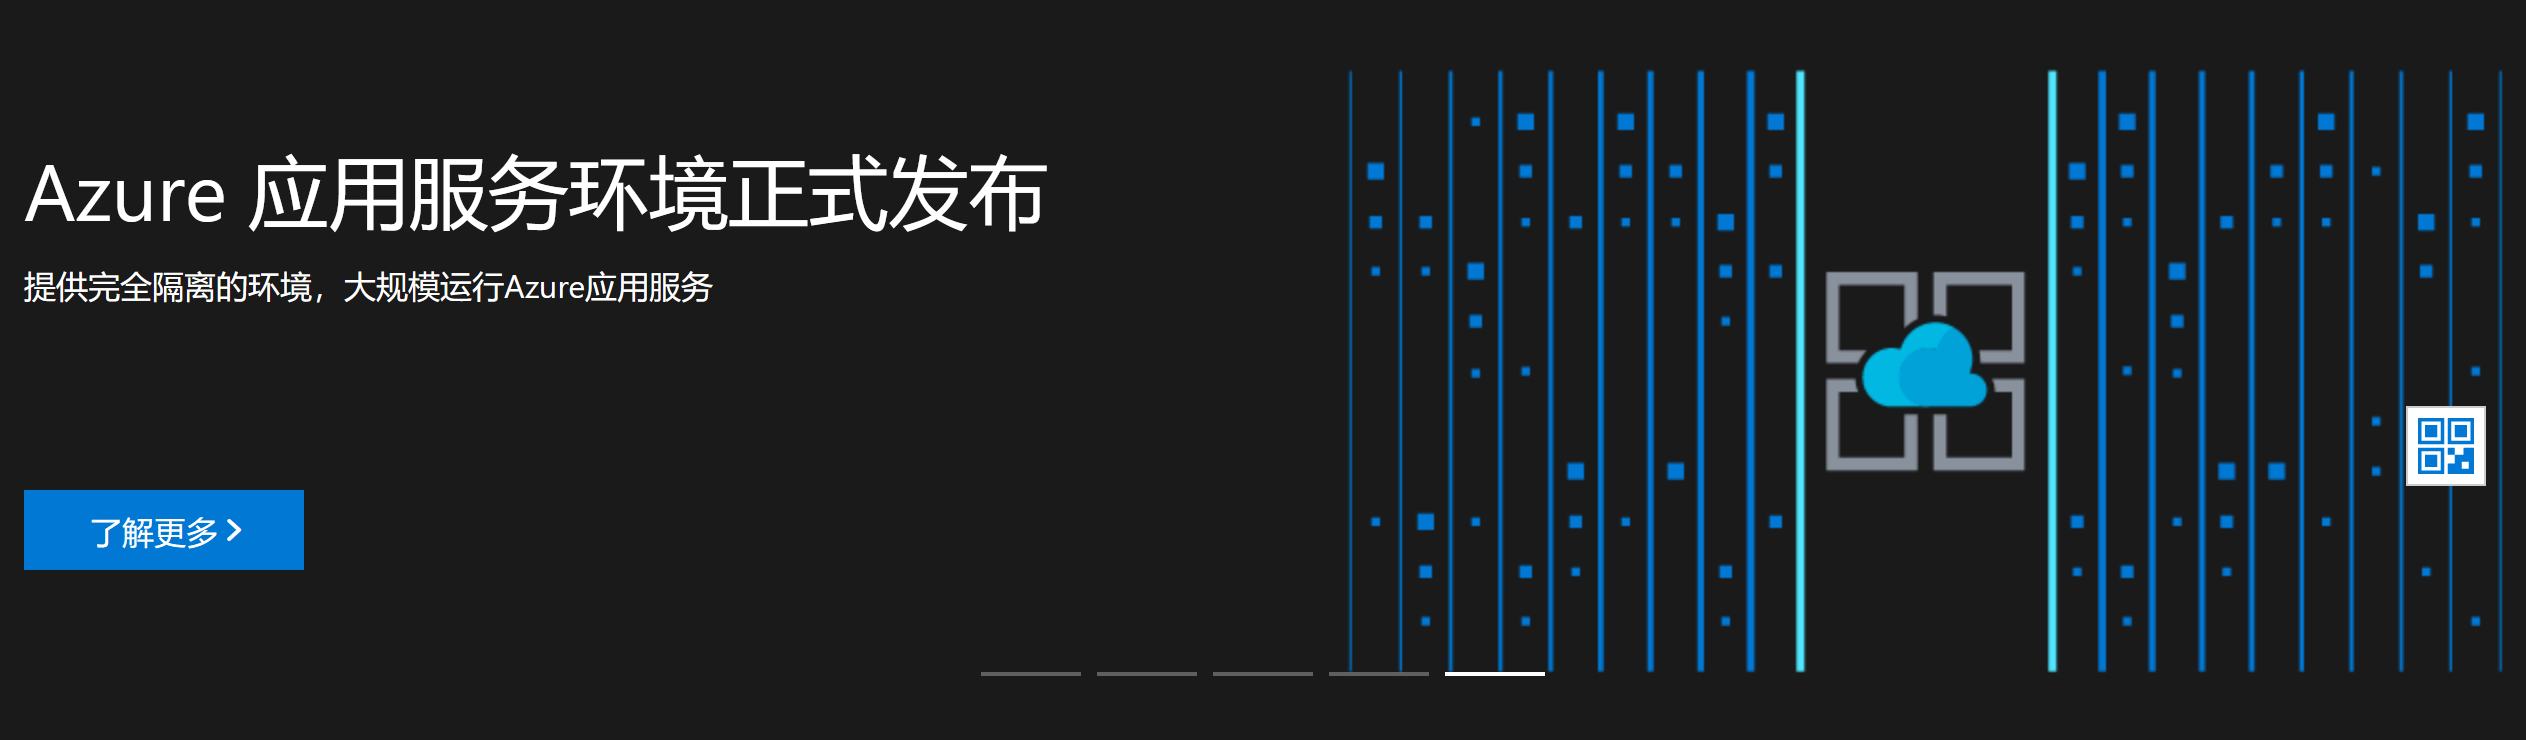 Azure 应用服务环境正式发布
提供完全隔离的环境，大规模运行Azure应用服务
了解更多